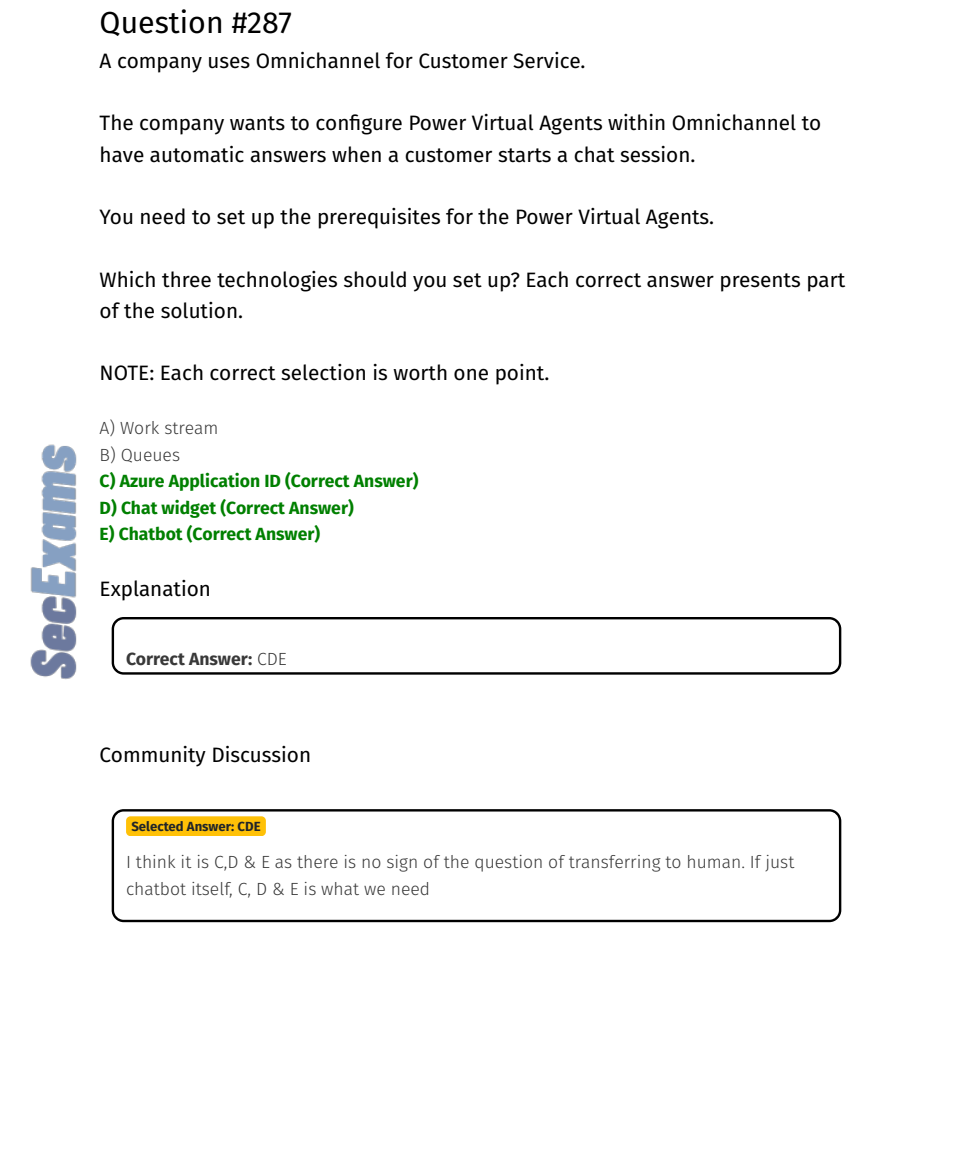 Question #287
A company uses Omnichannel for Customer Service.
The company wants to configure Power Virtual Agents within Omnichannel to
have automatic answers when a customer starts a chat session.
You need to set up the prerequisites for the Power Virtual Agents.
Which three technologies should you set up? Each correct answer presents part
of the solution.
NOTE: Each correct selection is worth one point.
A) Work stream
B) Queues
C) Azure Application ID (Correct Answer)
D) Chat widget (Correct Answer)
E) Chatbot (Correct Answer)
SecExams
Explanation
Correct Answer: CDE
Community Discussion
Selected Answer: CDE
I think it is C,D & E as there is no sign of the question of transferring to human. If just
chatbot itself, C, D & E is what we need